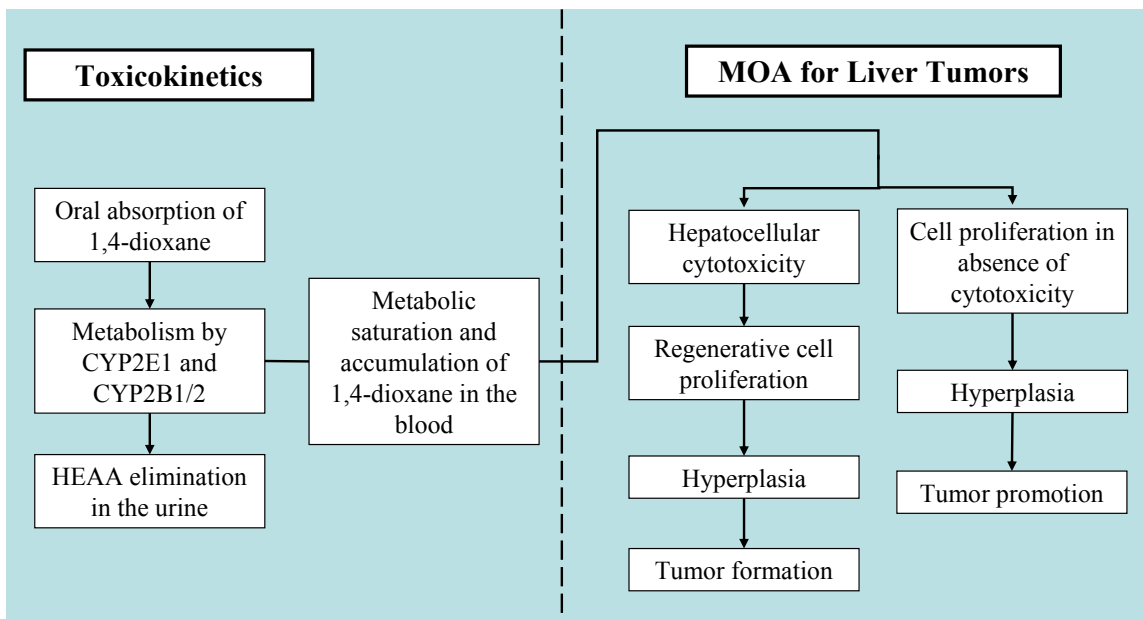 Toxicokinetics
Oral absorption of
1,4-dioxane
Metabolism by
CYP2E1 and
CYP2B1/2
HEAA elimination
in the urine
Metabolic
saturation and
accumulation of
1,4-dioxane in the
blood
MOA for Liver Tumors
Hepatocellular
cytotoxicity
Regenerative cell
proliferation
Hyperplasia
Tumor formation
Cell proliferation in
absence of
cytotoxicity
Hyperplasia
Tumor promotion